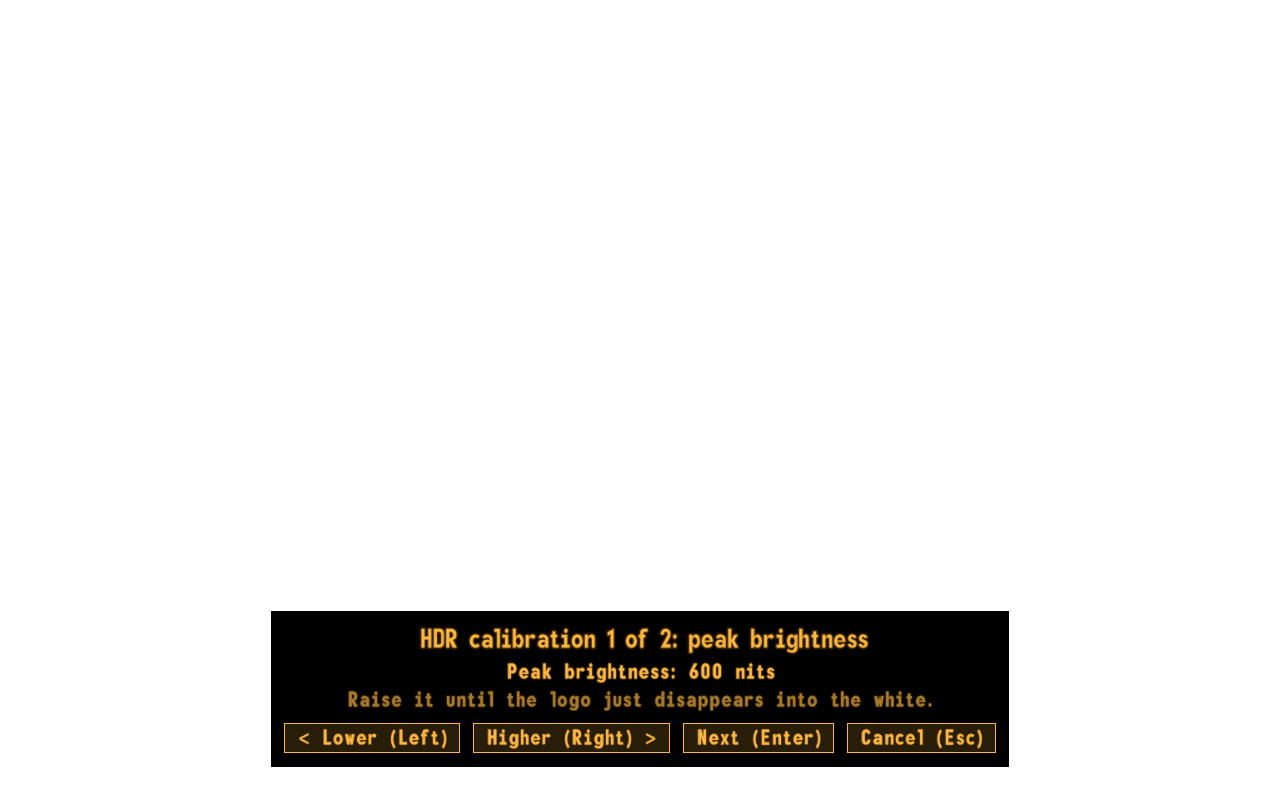 HDR calibration 1 of 2: peak brightness
Peak brightness: 600 nits
Raise it until the logo just disappears into the white.
< Lower (Left) Higher (Right) > Next (Enter) Cancel (Esc)